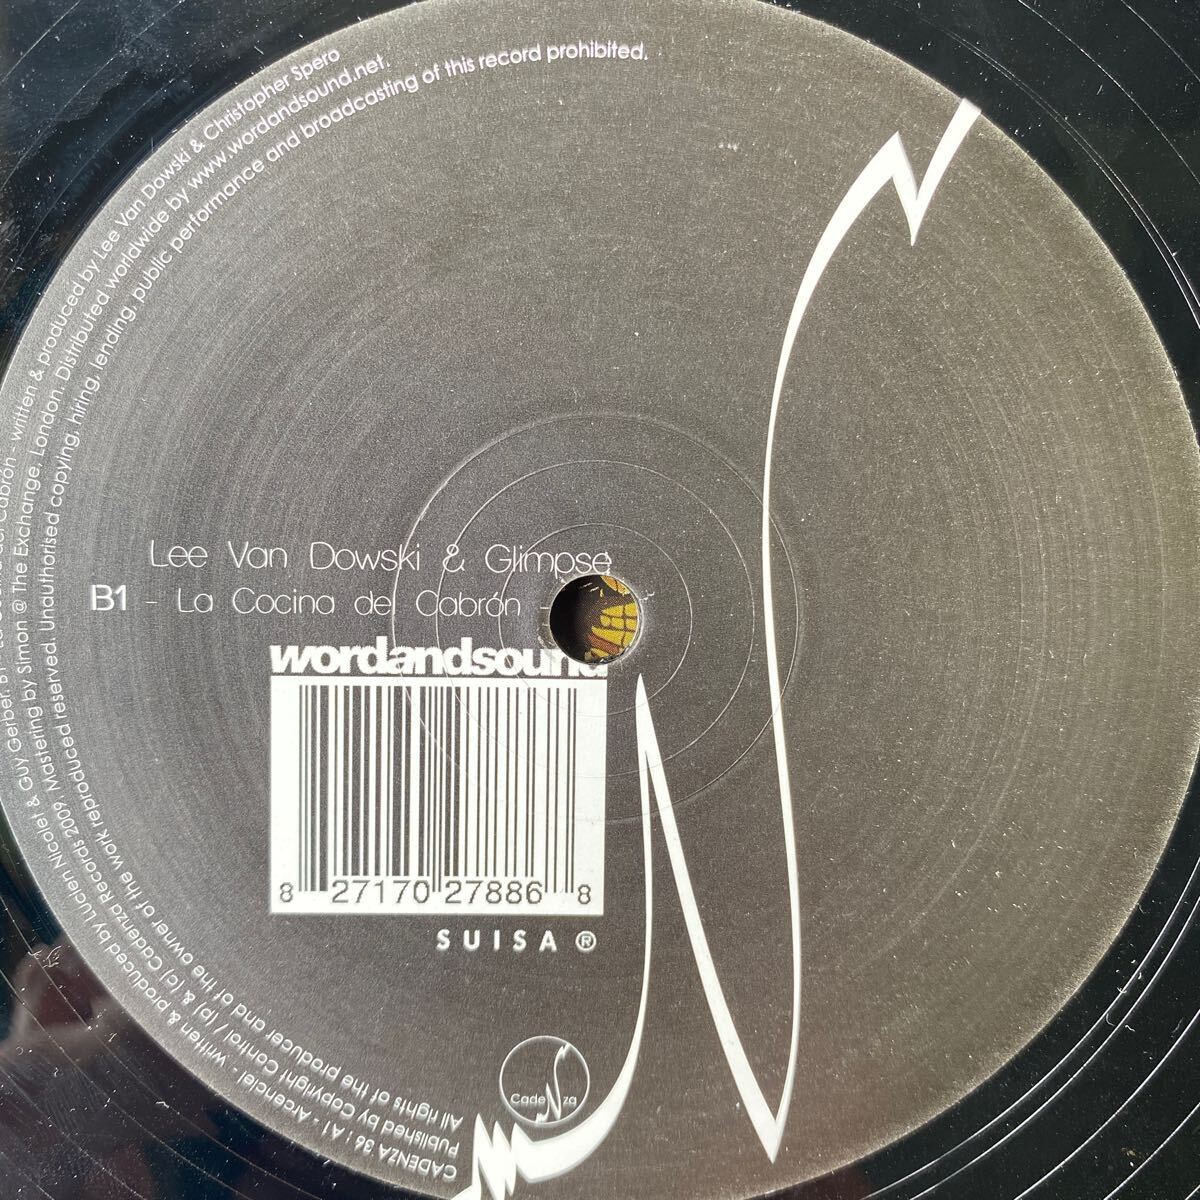 Lee Van Dowski & Glimpse
B1 - La Cocina del Cabrón -
wordandsound
8 27170 27886 8
SUISA ®
CadeNza
CADENZA 36 : A1 - Arcenciel - written & produced by Lucien Nicolet & Guy Gerber. B1 - La Cocina del Cabrón - written & produced by Lee Van Dowski & Christopher Spero
Published by Copyright Control / (p) & (c) Cadenza Records 2009. Mastering by Simon @ The Exchange, London. Distributed worldwide by www.wordandsound.net.
All rights of the producer and of the owner of the work reproduced reserved. Unauthorised copying, hiring, lending, public performance and broadcasting of this record prohibited.